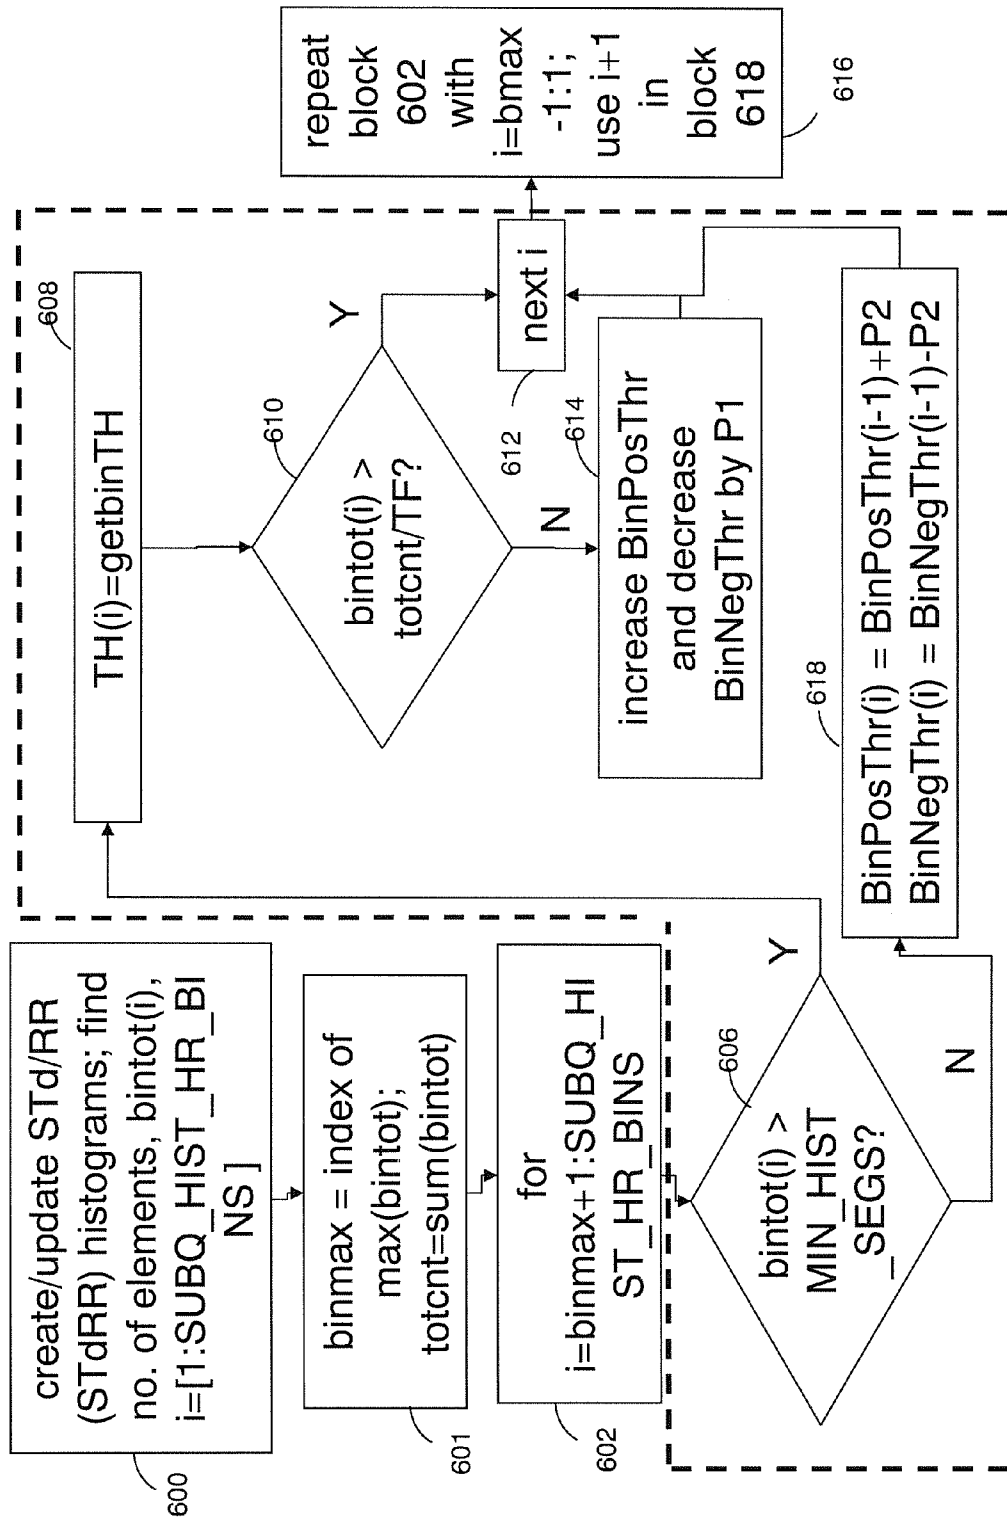 create/update STd/RR
(STdRR) histograms; find
no. of elements, bintot(i),
i=[1:SUBQ_HIST_HR_BI
NS ]
600
binmax = index of
max(bintot);
totcnt=sum(bintot)
601
for
i=binmax+1:SUBQ_HI
ST_HR_BINS
602
bintot(i) >
MIN_HIST
_SEGS?
606
Y
N
TH(i)=getbinTH
608
bintot(i) >
totcnt/TF?
610
Y
N
next i
612
increase BinPosThr
and decrease
BinNegThr by P1
614
BinPosThr(i) = BinPosThr(i-1)+P2
BinNegThr(i) = BinNegThr(i-1)-P2
618
repeat
block
602
with
i=bmax
-1:1;
use i+1
in
block
618
616